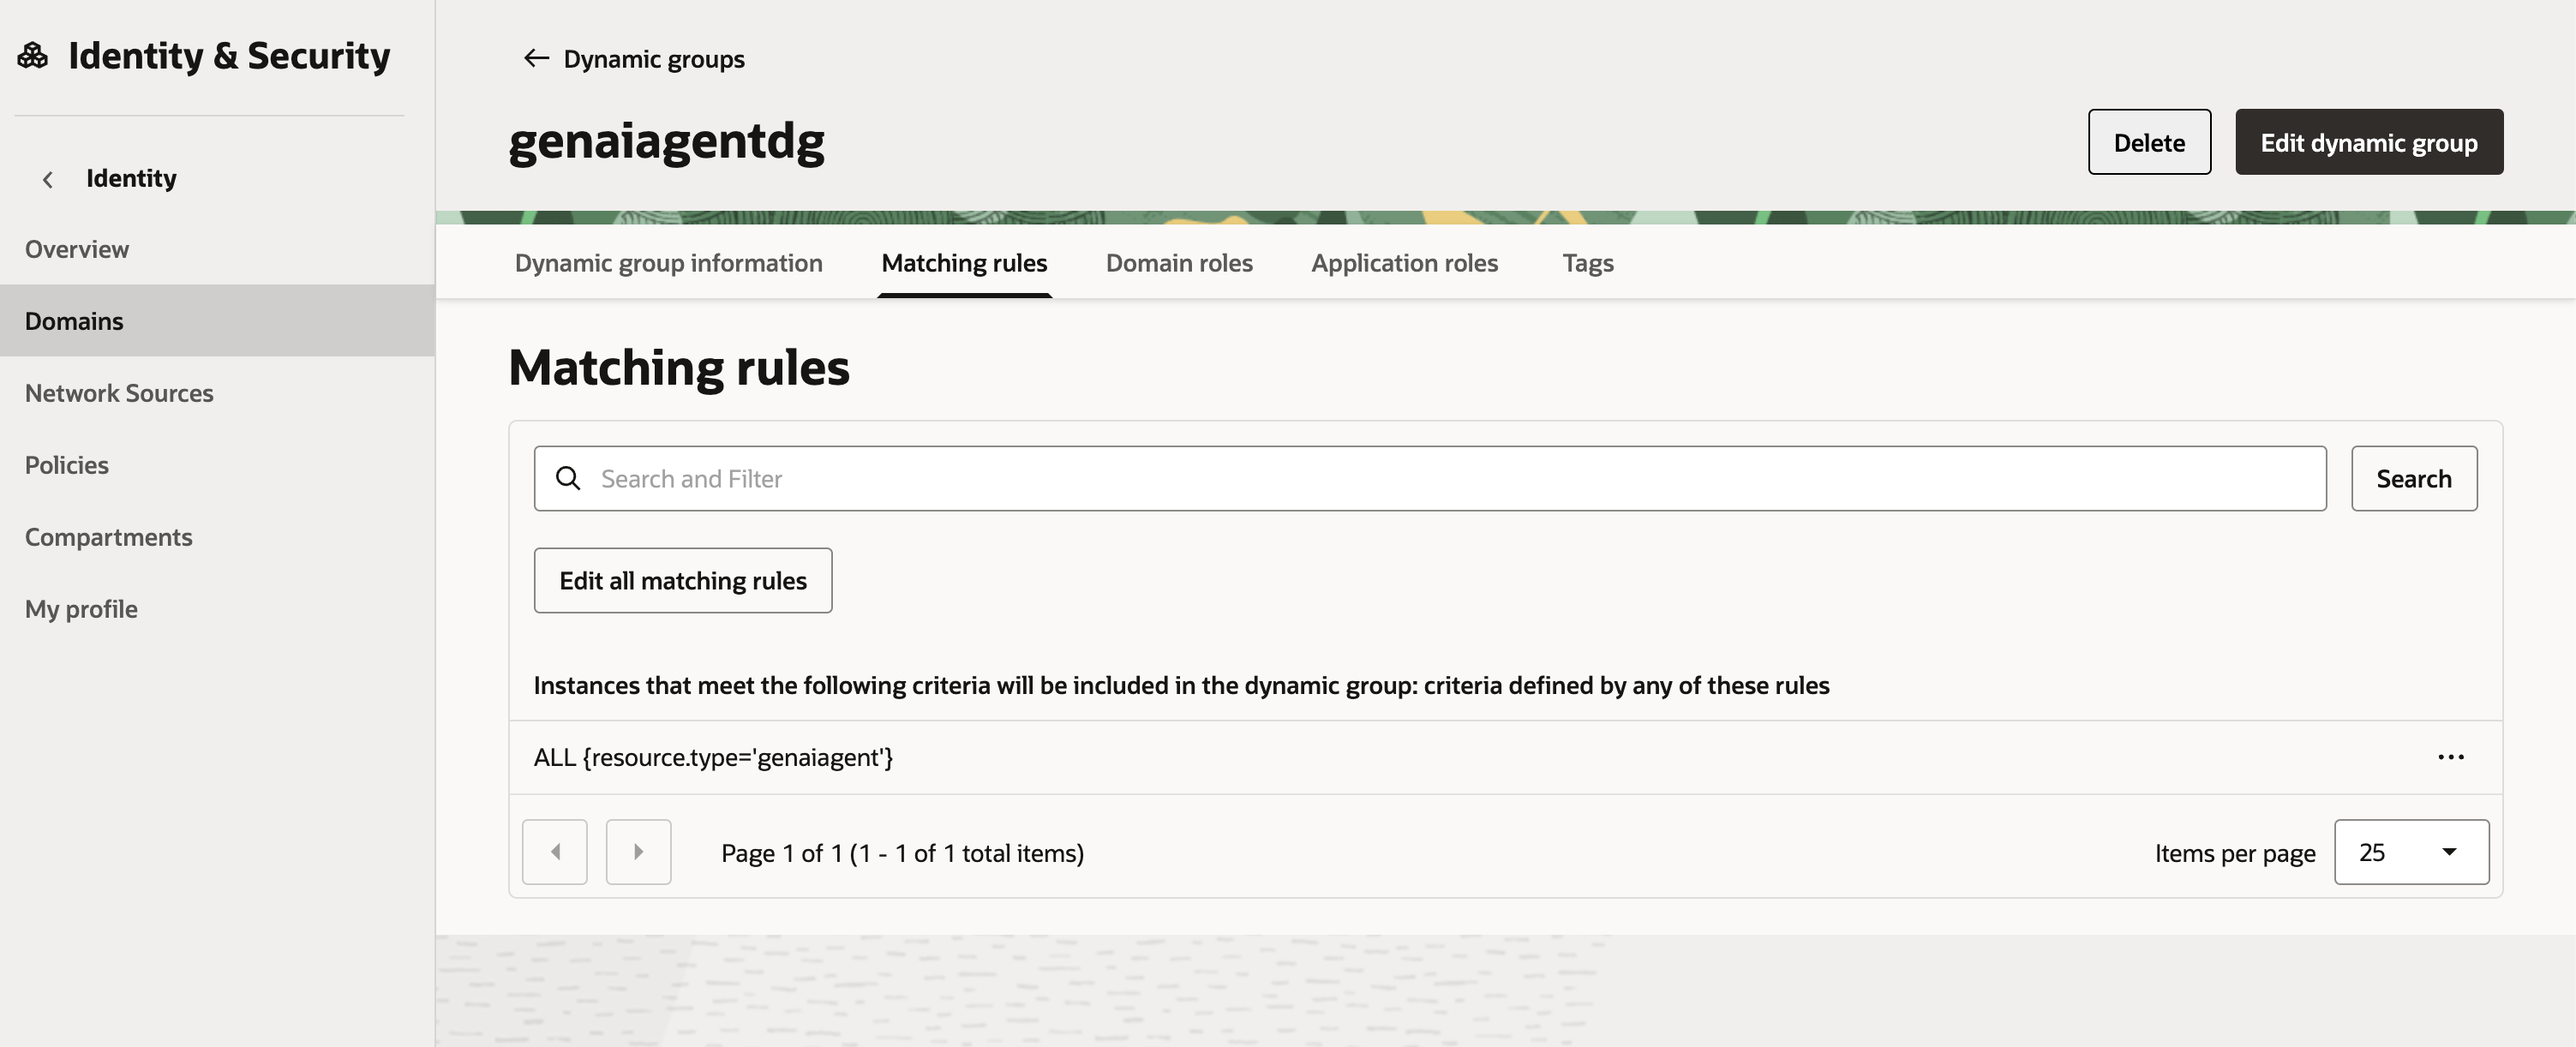 Identity & Security
Identity
Overview
Domains
Network Sources
Policies
Compartments
My profile
Dynamic groups
genaiagentdg
Delete
Edit dynamic group
Dynamic group information
Matching rules
Domain roles
Application roles
Tags
Matching rules
Search and Filter
Search
Edit all matching rules
Instances that meet the following criteria will be included in the dynamic group: criteria defined by any of these rules
ALL {resource.type='genaiagent'}
Page 1 of 1 (1 - 1 of 1 total items)
Items per page
25